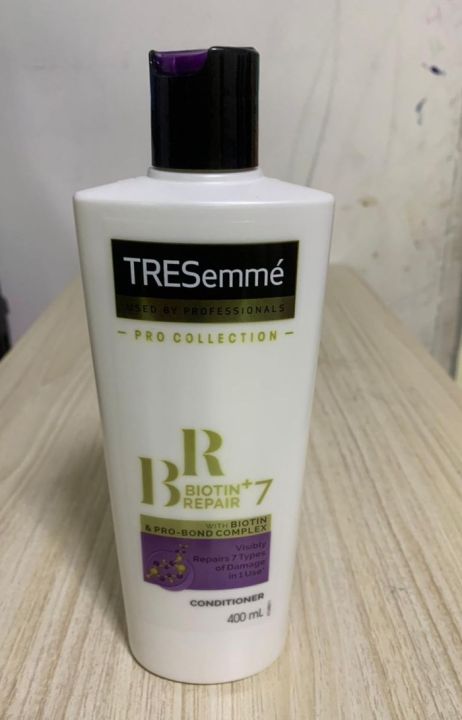 TRESemmé
USED BY PROFESSIONALS
PRO COLLECTION
BR
BIOTIN+7
REPAIR
WITH BIOTIN
& PRO-BOND COMPLEX
Visibly
Repairs 7 Types
of Damage
in 1 Use*
CONDITIONER
400 mL